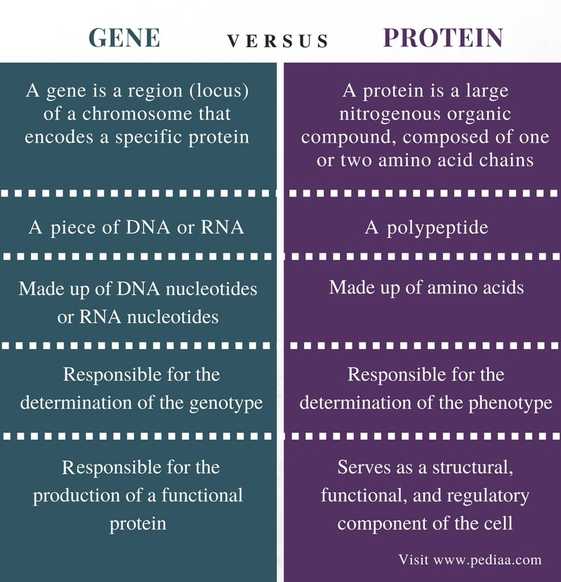 GENE VERSUS PROTEIN
A gene is a region (locus)
of a chromosome that
encodes a specific protein
A protein is a large
nitrogenous organic
compound, composed of one
or two amino acid chains
A piece of DNA or RNA
A polypeptide
Made up of DNA nucleotides
or RNA nucleotides
Made up of amino acids
Responsible for the
determination of the genotype
Responsible for the
determination of the phenotype
Responsible for the
production of a functional
protein
Serves as a structural,
functional, and regulatory
component of the cell
Visit www.pediaa.com